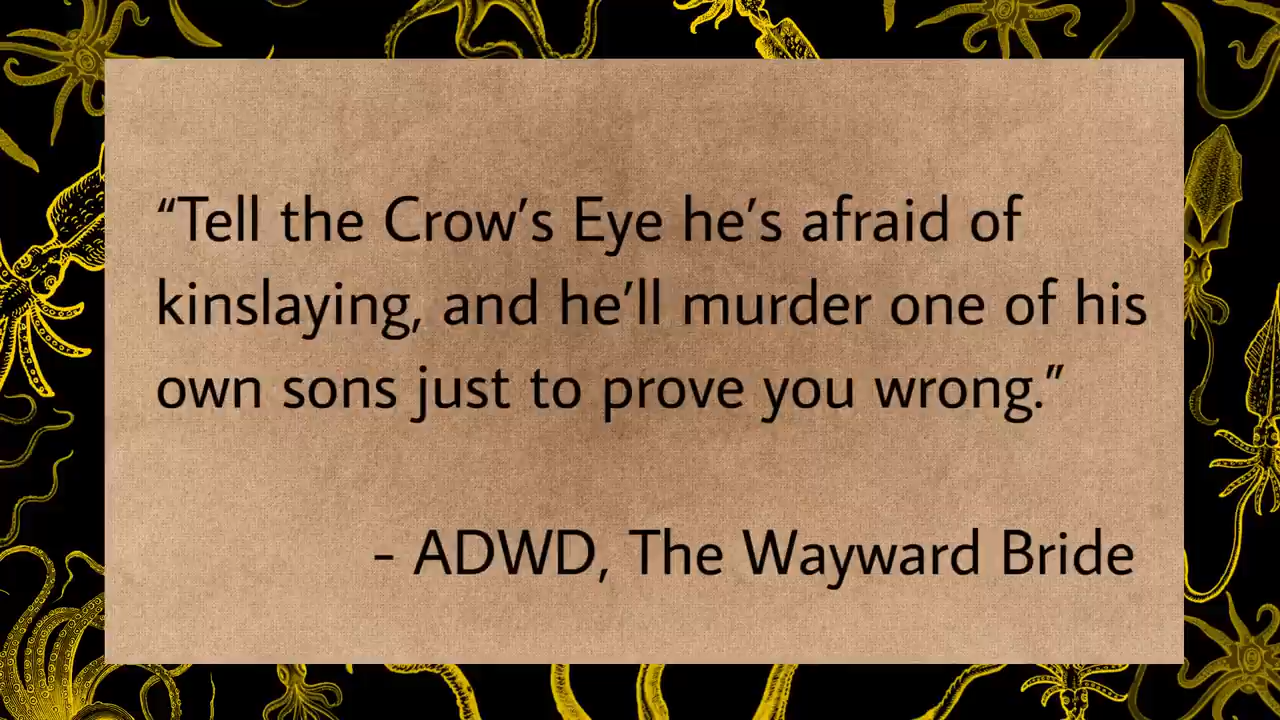 “Tell the Crow’s Eye he’s afraid of
kinslaying, and he’ll murder one of his
own sons just to prove you wrong.”
– ADWD, The Wayward Bride